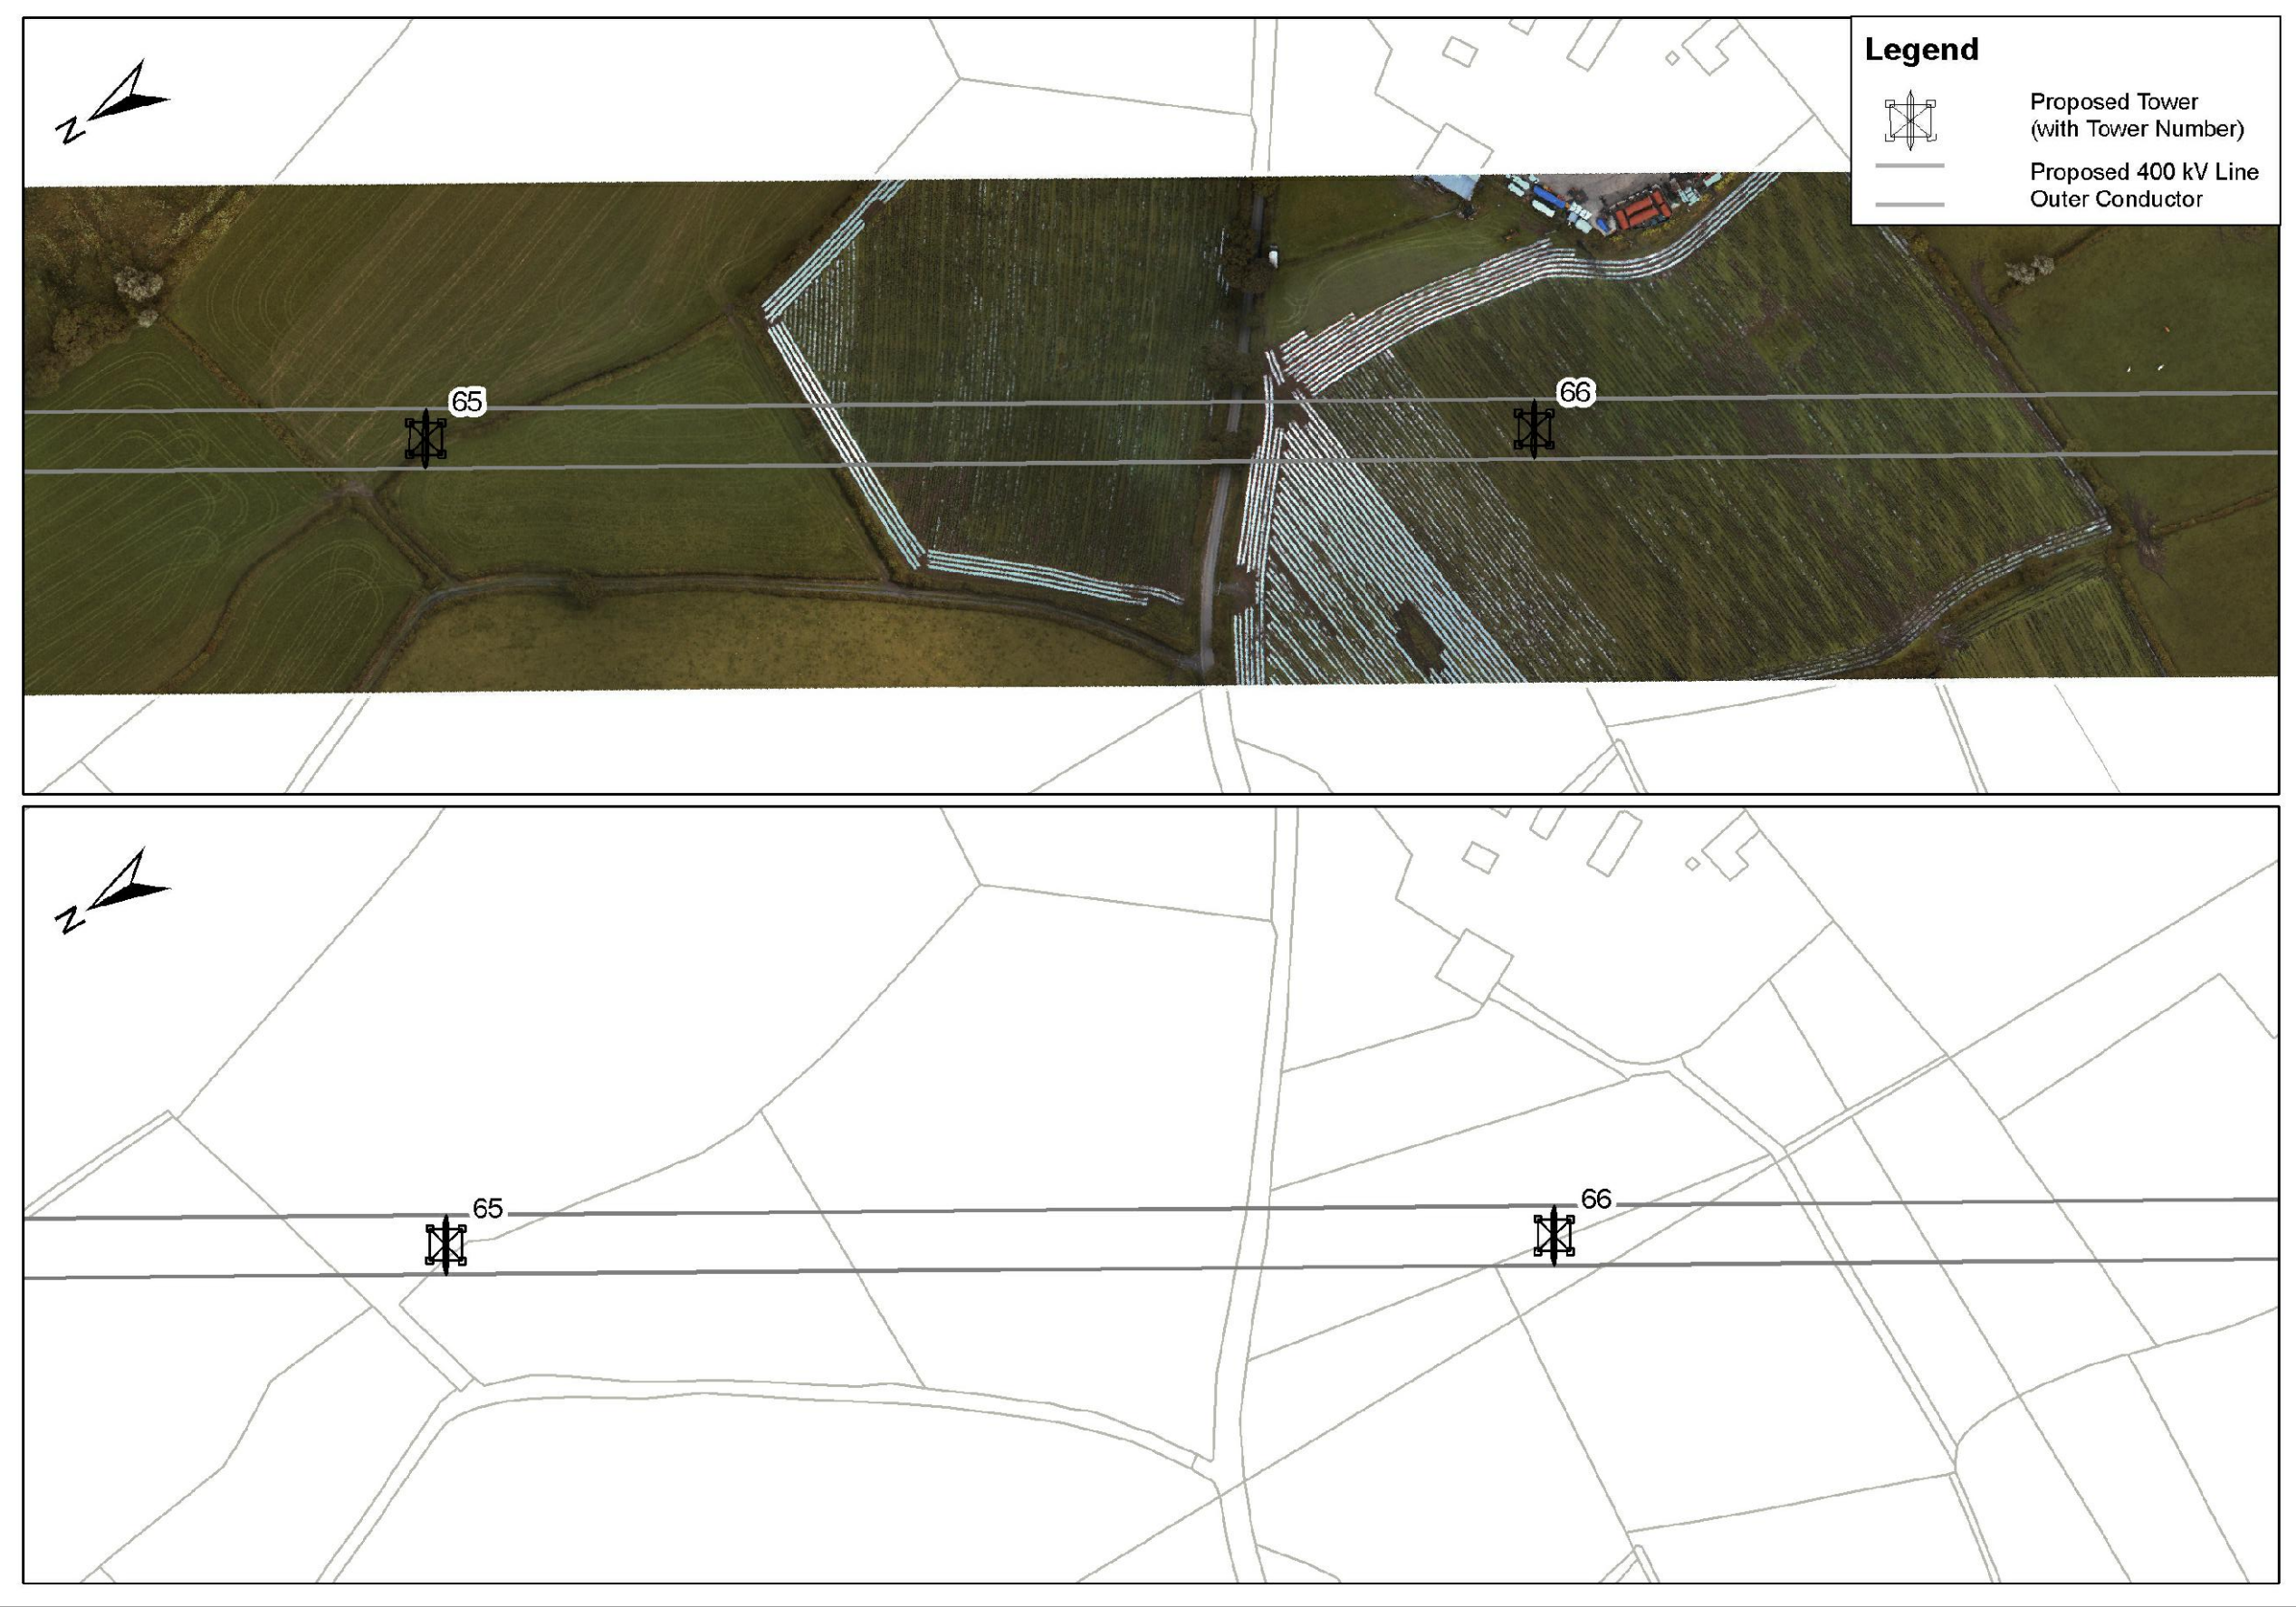 Legend
Proposed Tower
(with Tower Number)
Proposed 400 kV Line
Outer Conductor
N
65
66
N
65
66